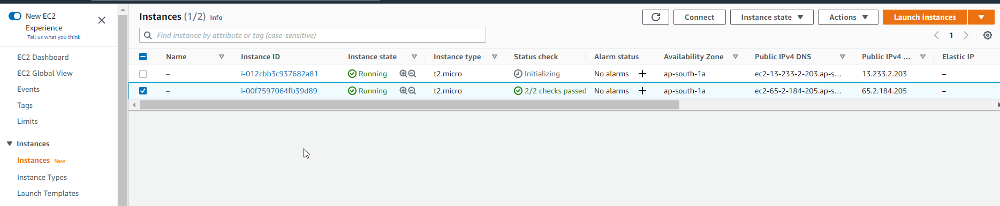 New EC2
Experience
Tell us what you think
EC2 Dashboard
EC2 Global View
Events
Tags
Limits
Instances
Instances New
Instance Types
Launch Templates
Instances (1/2) Info
Connect Instance state Actions Launch instances
Find instance by attribute or tag (case-sensitive)
1
Name Instance ID Instance state Instance type Status check Alarm status Availability Zone Public IPv4 DNS Public IPv4 ... Elastic IP
– i-012cbb3c937682a81 Running t2.micro Initializing No alarms ap-south-1a ec2-13-233-2-203.ap-s... 13.233.2.203 –
– i-00f7597064fb39d89 Running t2.micro 2/2 checks passed No alarms ap-south-1a ec2-65-2-184-205.ap-s... 65.2.184.205 –